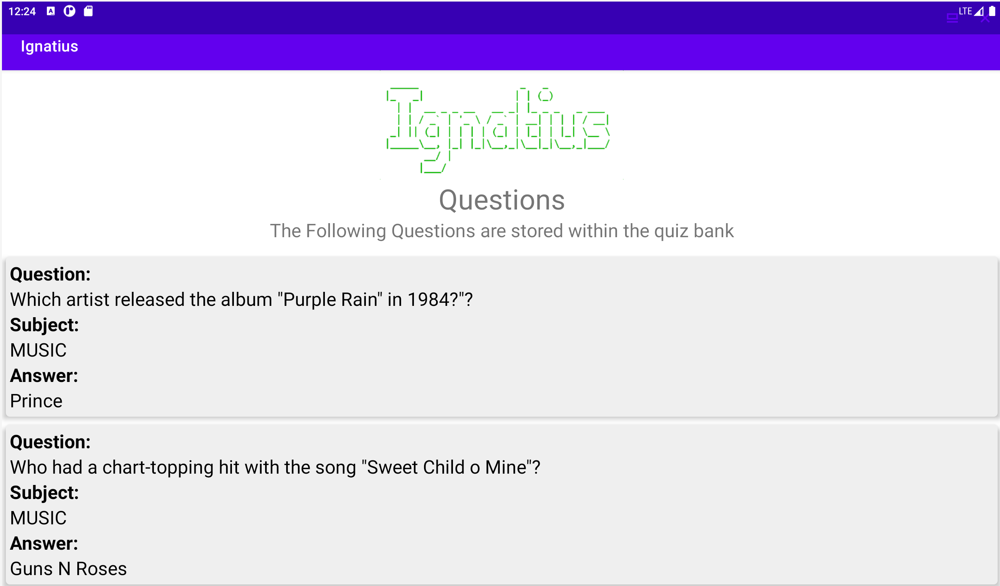 12:24
LTE
Ignatius
Ignatius
Questions
The Following Questions are stored within the quiz bank
Question:
Which artist released the album "Purple Rain" in 1984?"?
Subject:
MUSIC
Answer:
Prince
Question:
Who had a chart-topping hit with the song "Sweet Child o Mine"?
Subject:
MUSIC
Answer:
Guns N Roses